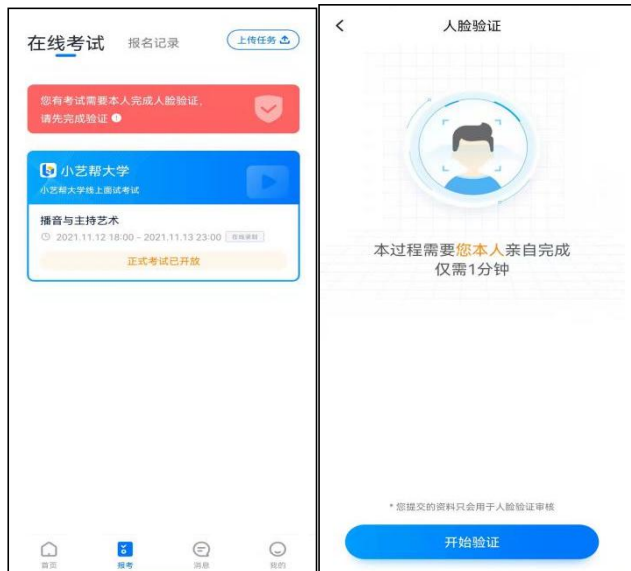 在线考试
报名记录
上传任务
您有考试需要本人完成人脸验证，
请先完成验证
小艺帮大学
小艺帮大学线上面试考试
播音与主持艺术
2021.11.12 18:00 - 2021.11.13 23:00
正式考试已开放
首页
报考
消息
我的
人脸验证
本过程需要您本人亲自完成
仅需1分钟
*您提交的资料只会用于人脸验证审核
开始验证